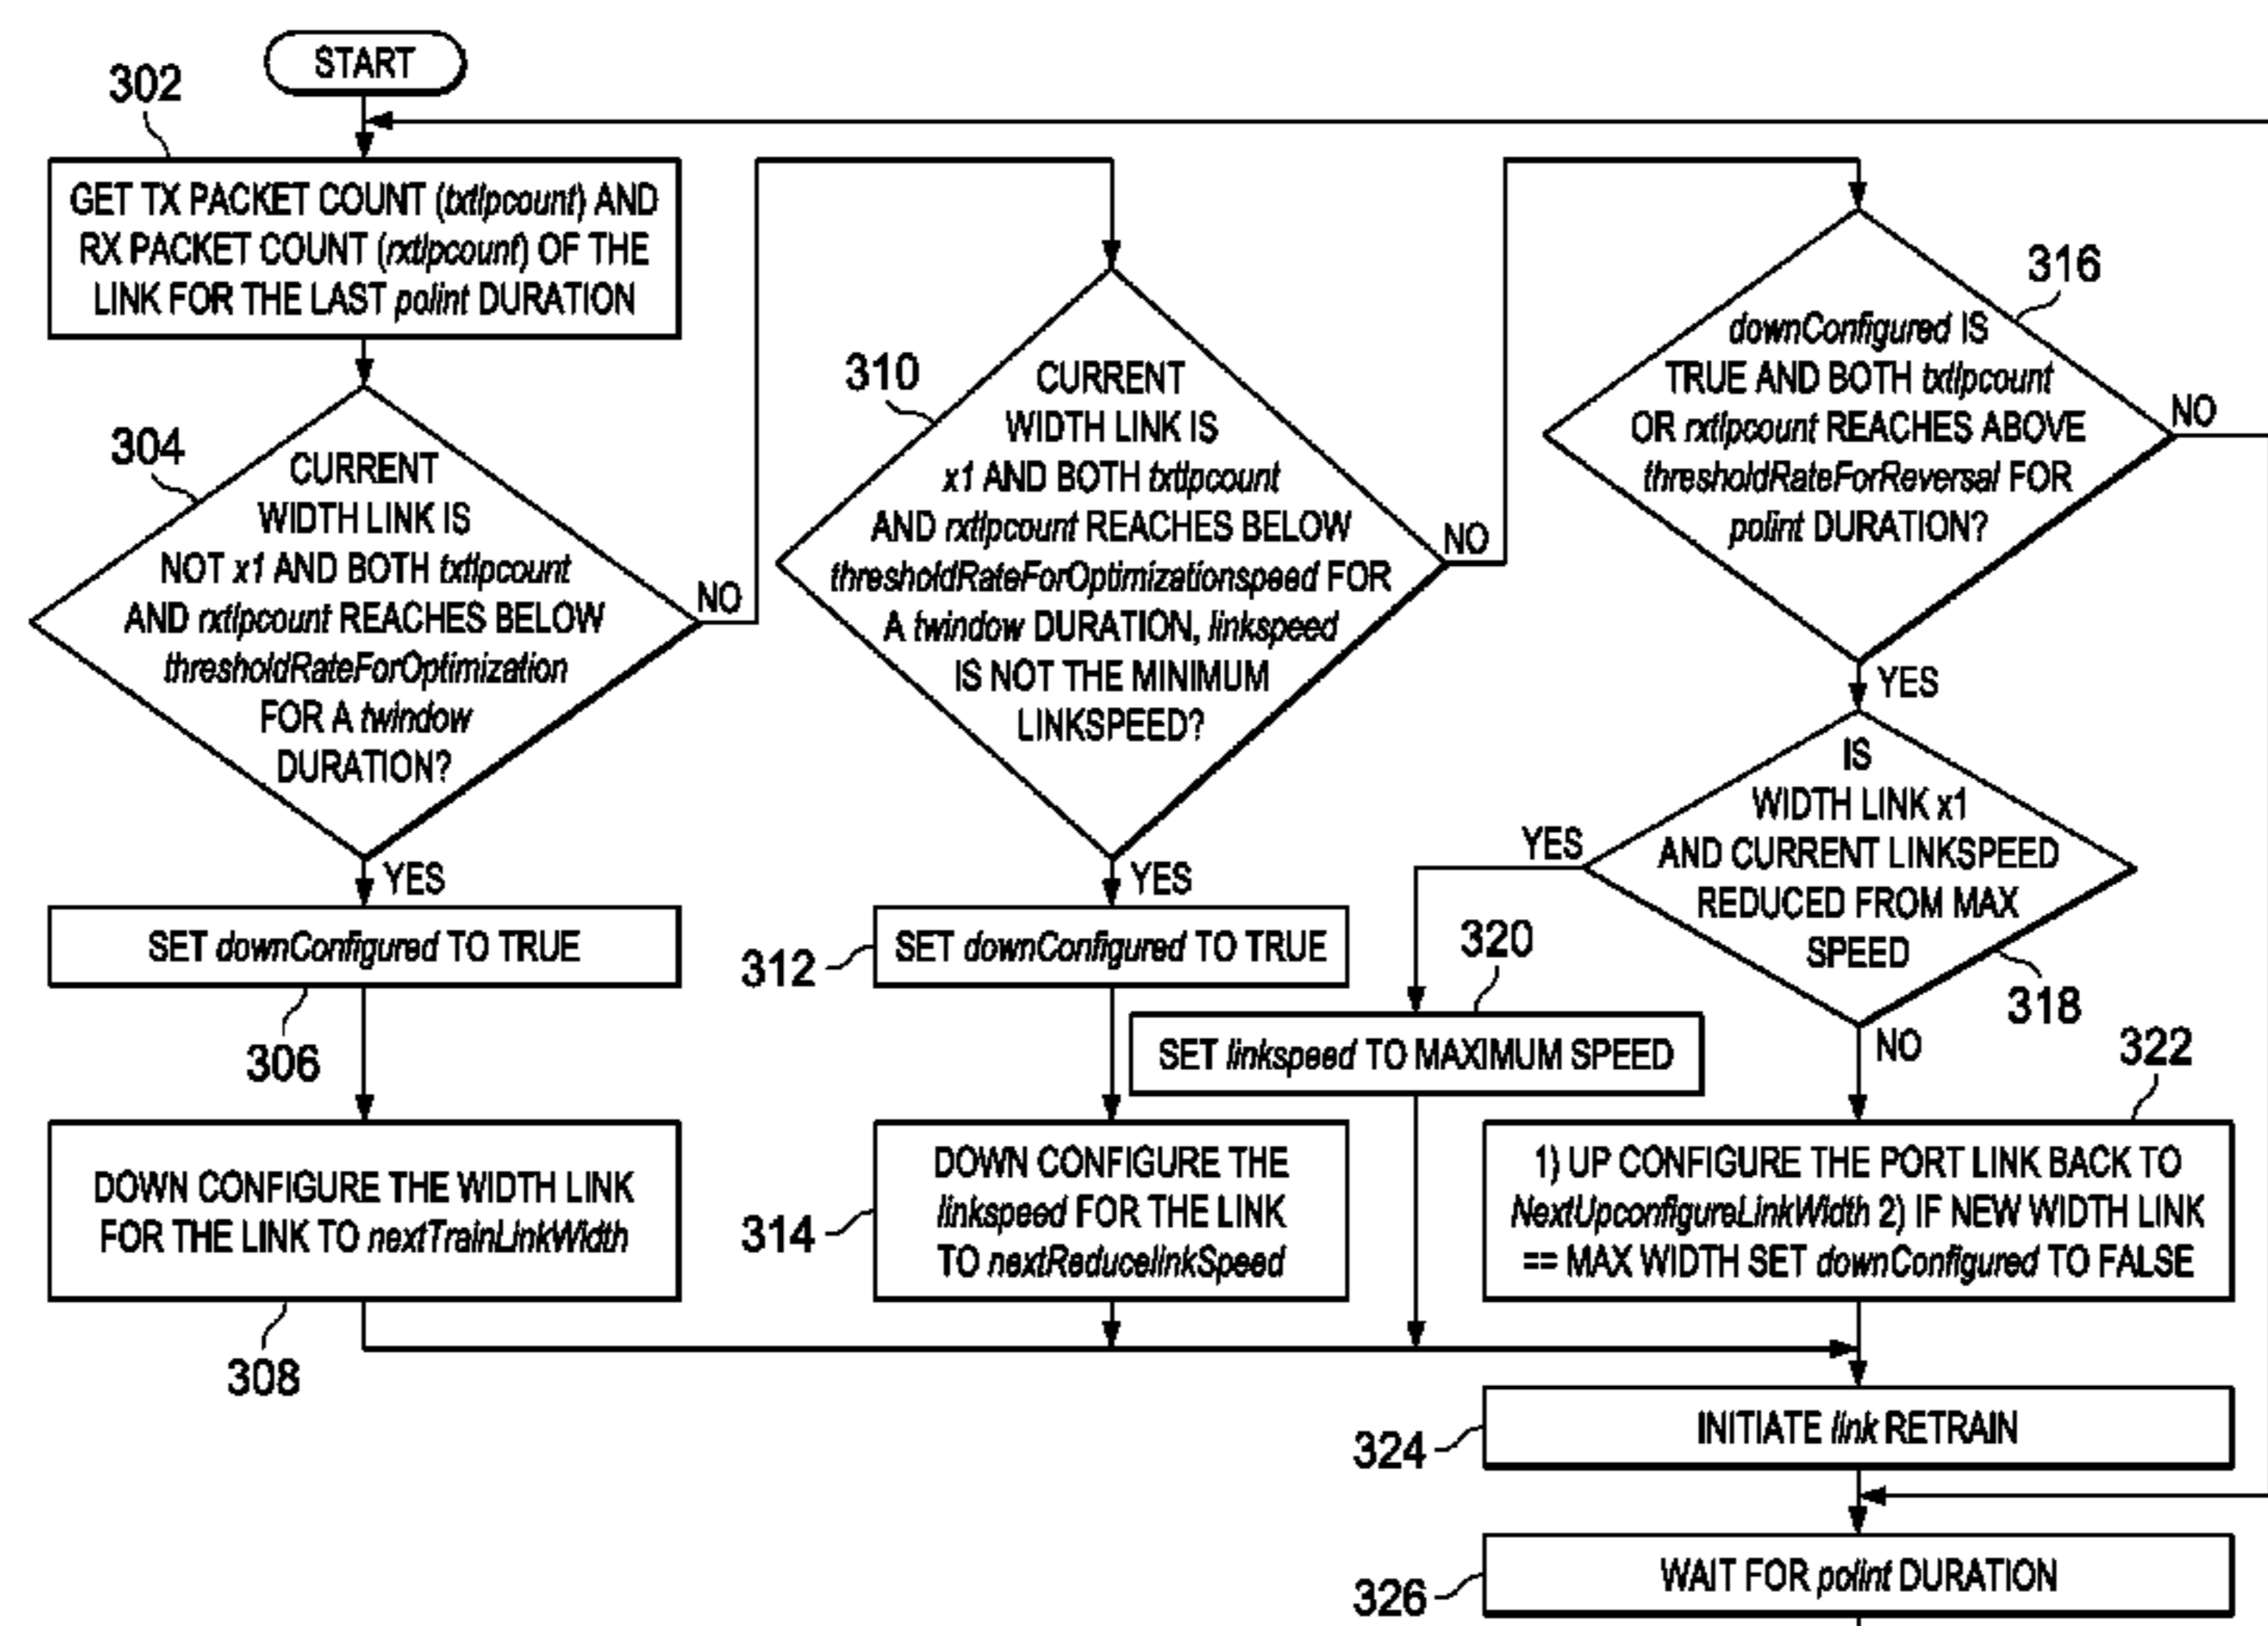 START
302
GET TX PACKET COUNT (txtlpcount) AND
RX PACKET COUNT (rxtlpcount) OF THE
LINK FOR THE LAST polint DURATION
304
CURRENT
WIDTH LINK IS
NOT x1 AND BOTH txtlpcount
AND rxtlpcount REACHES BELOW
thresholdRateForOptimization
FOR A twindow
DURATION?
NO
YES
SET downConfigured TO TRUE
306
DOWN CONFIGURE THE WIDTH LINK
FOR THE LINK TO nextTrainLinkWidth
308
310
CURRENT
WIDTH LINK IS
x1 AND BOTH txtlpcount
AND rxtlpcount REACHES BELOW
thresholdRateForOptimizationspeed FOR
A twindow DURATION, linkspeed
IS NOT THE MINIMUM
LINKSPEED?
NO
YES
312
SET downConfigured TO TRUE
314
DOWN CONFIGURE THE
linkspeed FOR THE LINK
TO nextReducelinkSpeed
316
downConfigured IS
TRUE AND BOTH txtlpcount
OR rxtlpcount REACHES ABOVE
thresholdRateForReversal FOR
polint DURATION?
NO
YES
IS
WIDTH LINK x1
AND CURRENT LINKSPEED
REDUCED FROM MAX
SPEED
318
YES
NO
320
SET linkspeed TO MAXIMUM SPEED
322
1) UP CONFIGURE THE PORT LINK BACK TO
NextUpconfigureLinkWidth 2) IF NEW WIDTH LINK
== MAX WIDTH SET downConfigured TO FALSE
324
INITIATE link RETRAIN
326
WAIT FOR polint DURATION